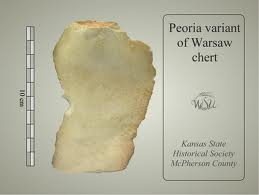 Peoria variant
of Warsaw
chert
WSU
Kansas State
Historical Society
McPherson County
10 cm